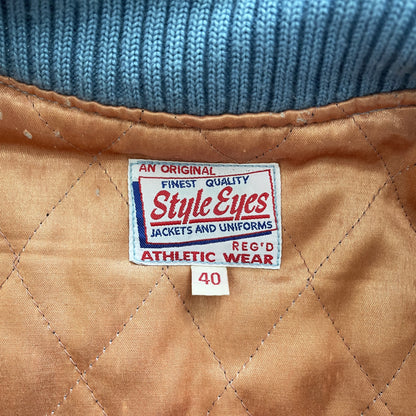 AN ORIGINAL
FINEST QUALITY
Style Eyes
JACKETS AND UNIFORMS
REG'D
ATHLETIC WEAR
40